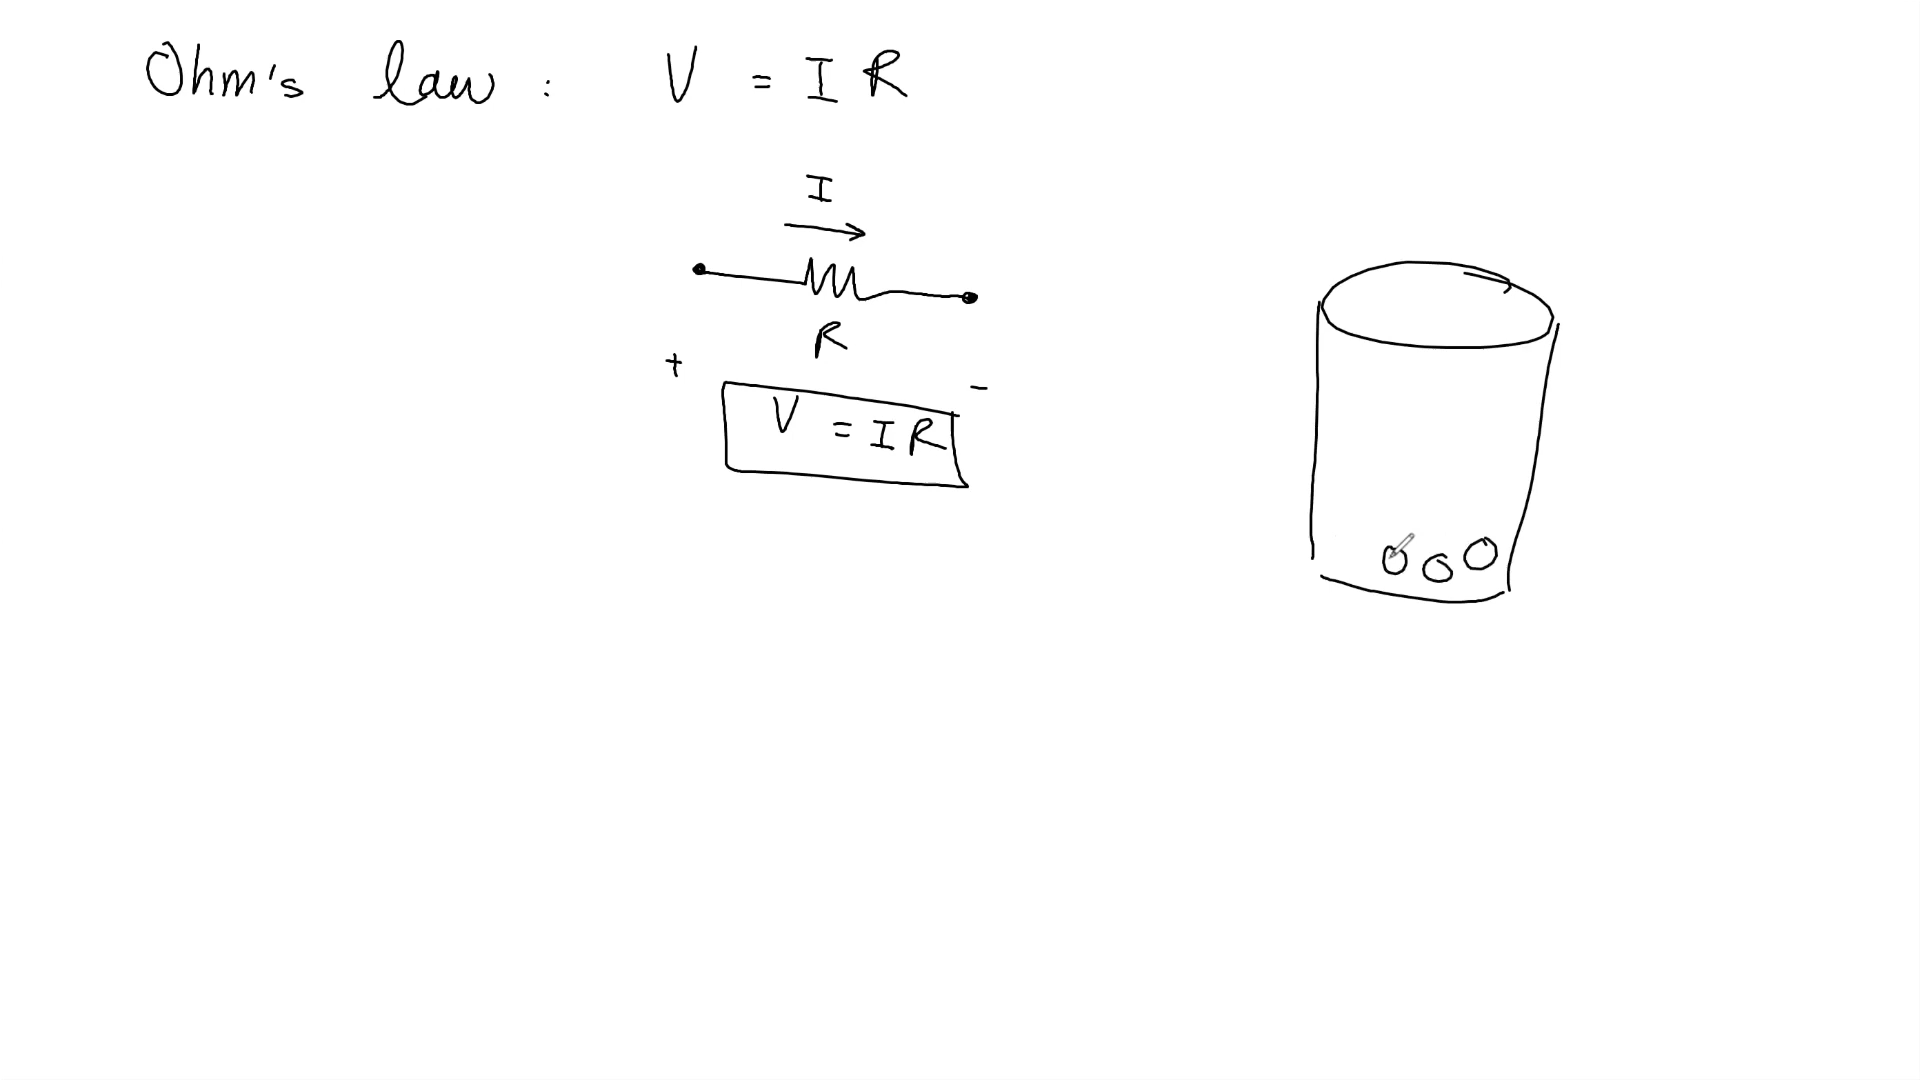 Ohm's law : V = I R
I
R
+ -
V = I R